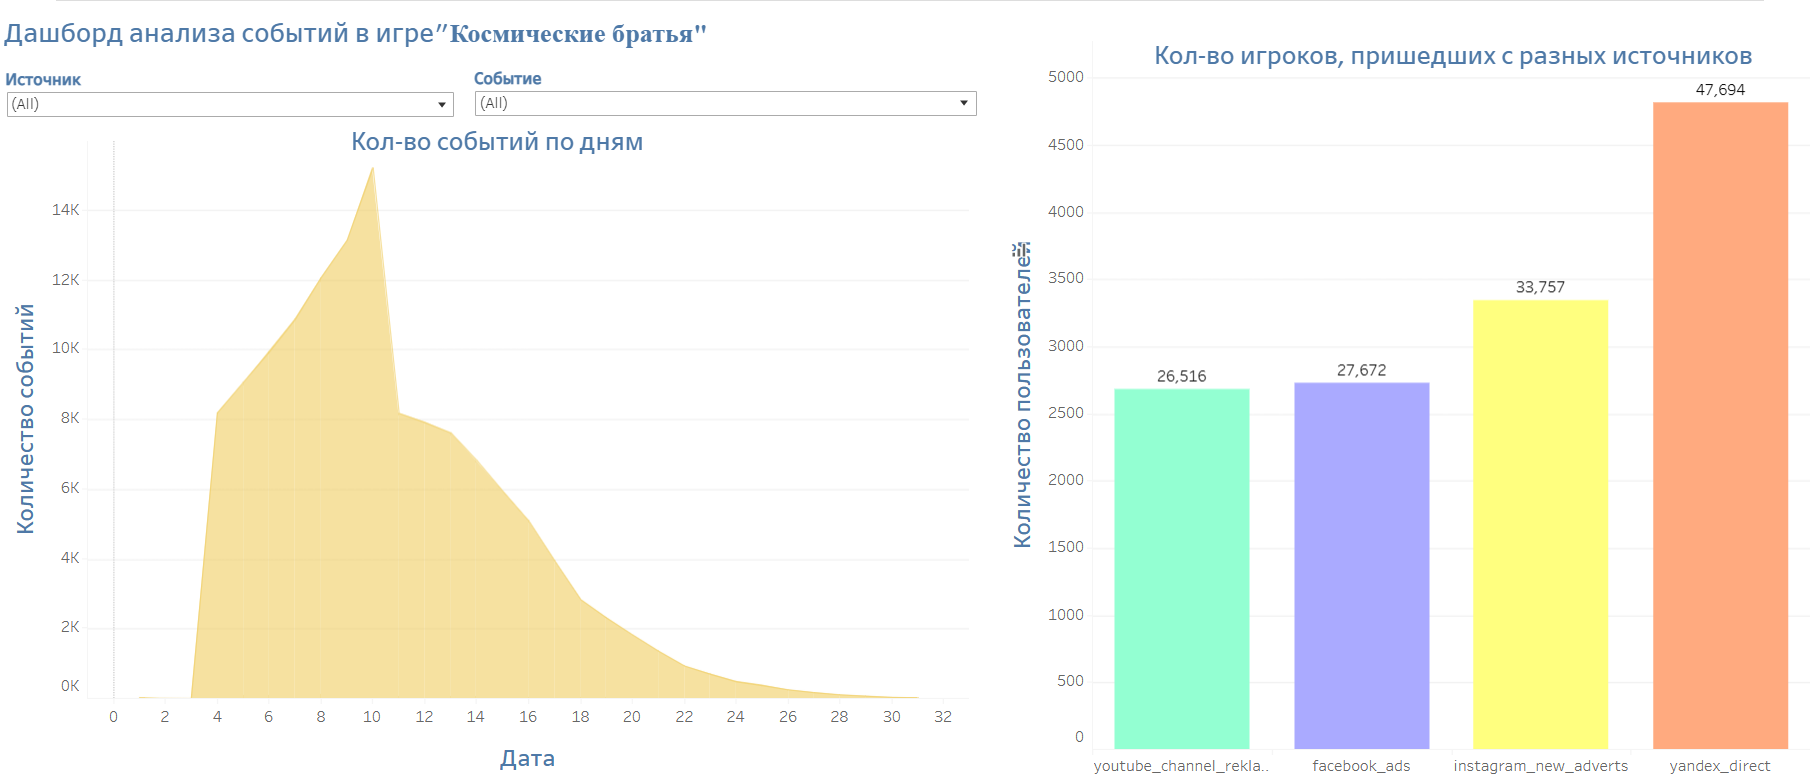 Дашборд анализа событий в игре"Космические братья"
Источник
(All)
Событие
(All)
Кол-во событий по дням
Количество событий
14K
12K
10K
8K
6K
4K
2K
0K
0 2 4 6 8 10 12 14 16 18 20 22 24 26 28 30 32
Дата
Кол-во игроков, пришедших с разных источников
Количество пользователей
5000
4500
4000
3500
3000
2500
2000
1500
1000
500
0
26,516
27,672
33,757
47,694
youtube_channel_rekla.. facebook_ads instagram_new_adverts yandex_direct